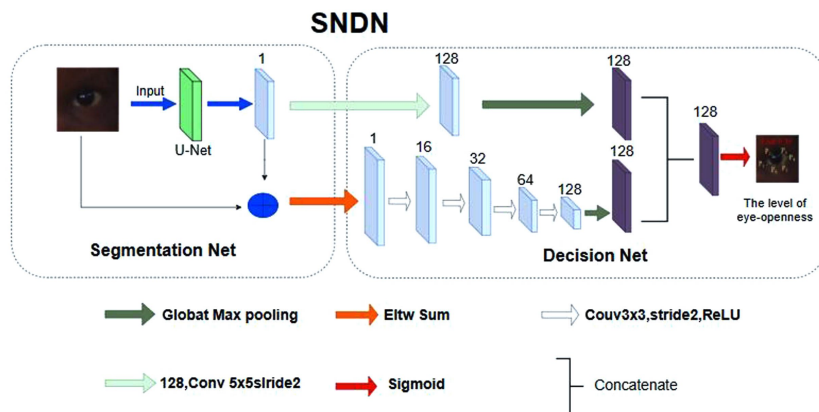 SNDN
1
128
128
Input
U-Net
128
1
16
32
64
128
128
The level of
eye-openness
Segmentation Net
Decision Net
Globat Max pooling
Eltw Sum
Couv3x3,stride2,ReLU
128,Conv 5x5slride2
Sigmoid
Concatenate